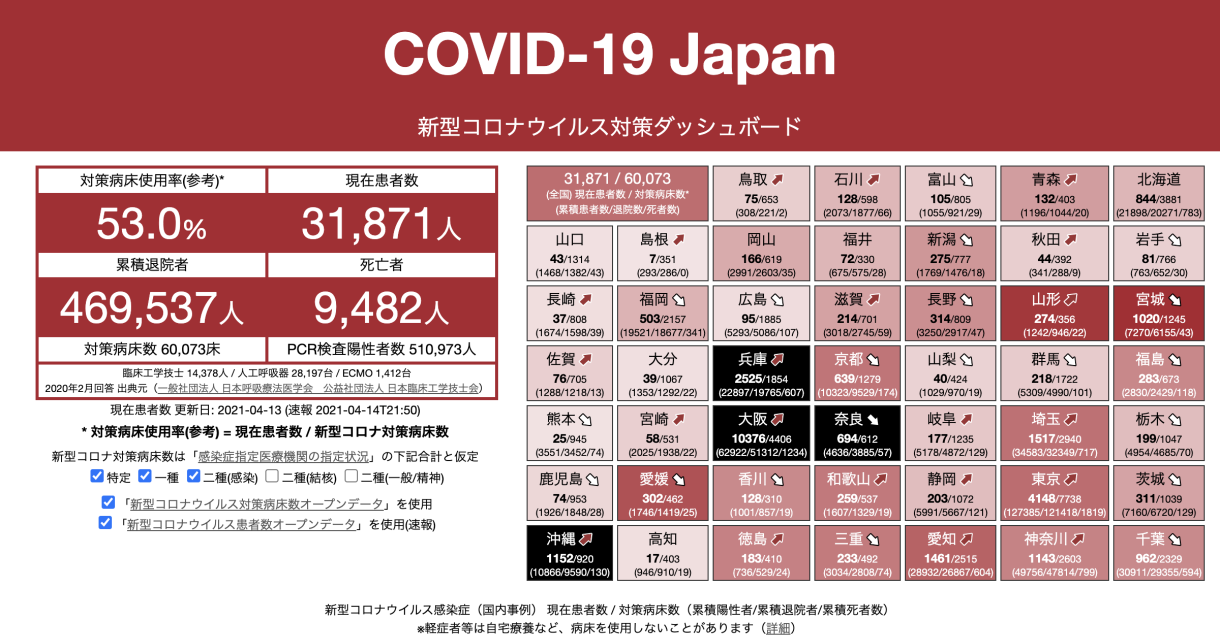 COVID-19 Japan
新型コロナウイルス対策ダッシュボード
対策病床使用率(参考)*
現在患者数
53.0%
31,871人
累積退院者
死亡者
469,537人
9,482人
対策病床数 60,073床
PCR検査陽性者数 510,973人
臨床工学技士 14,378人 / 人工呼吸器 28,197台 / ECMO 1,412台
2020年2月回答 出典元（一般社団法人 日本呼吸療法医学会　公益社団法人 日本臨床工学技士会）
現在患者数 更新日: 2021-04-13 (速報 2021-04-14T21:50)
* 対策病床使用率(参考) = 現在患者数 / 新型コロナ対策病床数
新型コロナ対策病床数は「感染症指定医療機関の指定状況」の下記合計と仮定
特定 一種 二種(感染) 二種(結核) 二種(一般/精神)
「新型コロナウイルス対策病床数オープンデータ」を使用
「新型コロナウイルス患者数オープンデータ」を使用(速報)
31,871 / 60,073
(全国) 現在患者数 / 対策病床数*
(累積患者数/退院数/死者数)
鳥取
75/653
(308/221/2)
石川
128/598
(2073/1877/66)
富山
105/805
(1055/921/29)
青森
132/403
(1196/1044/20)
北海道
844/3881
(21898/20271/783)
山口
43/1314
(1468/1382/43)
島根
7/351
(293/286/0)
岡山
166/619
(2991/2603/35)
福井
72/330
(675/575/28)
新潟
275/777
(1769/1476/18)
秋田
44/392
(341/288/9)
岩手
81/766
(763/652/30)
長崎
37/808
(1674/1598/39)
福岡
503/2157
(19521/18677/341)
広島
95/1885
(5293/5086/107)
滋賀
214/701
(3018/2745/59)
長野
314/809
(3250/2917/47)
山形
274/356
(1242/946/22)
宮城
1020/1245
(7270/6155/43)
佐賀
76/705
(1288/1218/13)
大分
39/1067
(1353/1292/22)
兵庫
2525/1854
(22897/19765/607)
京都
639/1279
(10323/9529/174)
山梨
40/424
(1029/970/19)
群馬
218/1722
(5309/4990/101)
福島
283/673
(2830/2429/118)
熊本
25/945
(3551/3452/74)
宮崎
58/531
(2025/1938/22)
大阪
10376/4406
(62922/51312/1234)
奈良
694/612
(4636/3885/57)
岐阜
177/1235
(5178/4872/129)
埼玉
1517/2940
(34583/32349/717)
栃木
199/1047
(4954/4685/70)
鹿児島
74/953
(1926/1848/28)
愛媛
302/462
(1746/1419/25)
香川
128/310
(1001/857/19)
和歌山
259/537
(1607/1329/19)
静岡
203/1072
(5991/5667/121)
東京
4148/7738
(127385/121418/1819)
茨城
311/1039
(7160/6720/129)
沖縄
1152/920
(10866/9590/130)
高知
17/403
(946/910/19)
徳島
183/410
(736/529/24)
三重
233/492
(3034/2808/74)
愛知
1461/2515
(28932/26867/604)
神奈川
1143/2603
(49756/47814/799)
千葉
962/2329
(30911/29355/594)
新型コロナウイルス感染症（国内事例） 現在患者数 / 対策病床数（累積陽性者/累積退院者/累積死者数）
※軽症者等は自宅療養など、病床を使用しないことがあります（詳細）